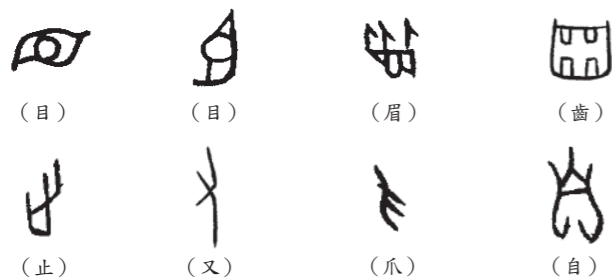 （目） （目） （眉） （齒）
（止） （又） （爪） （自）